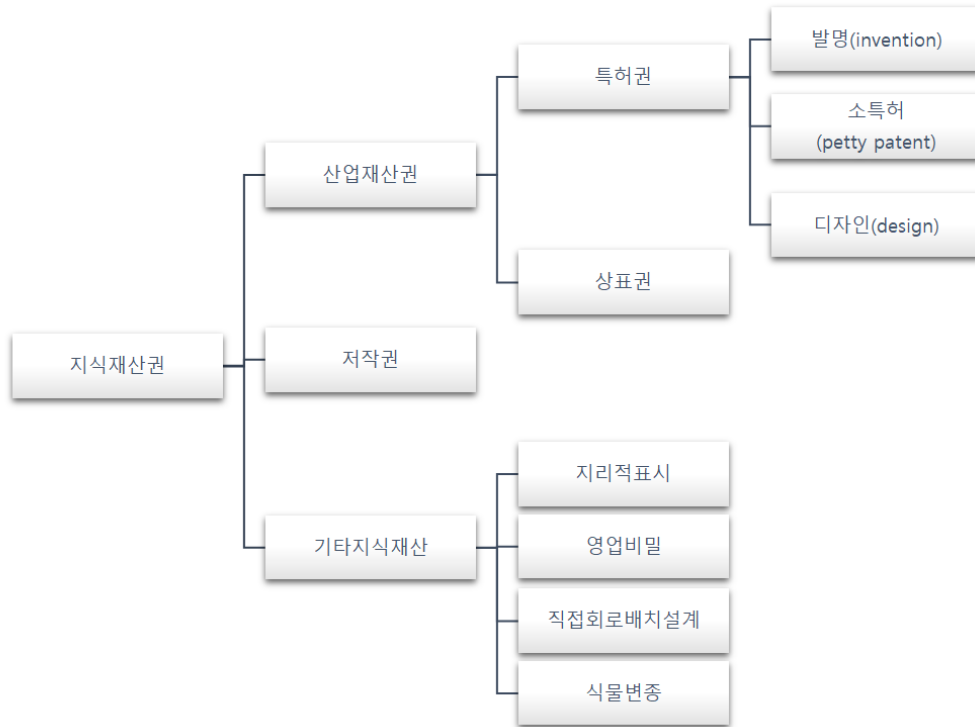 지식재산권
산업재산권
특허권
발명(invention)
소특허
(petty patent)
디자인(design)
상표권
저작권
기타지식재산
지리적표시
영업비밀
직접회로배치설계
식물변종